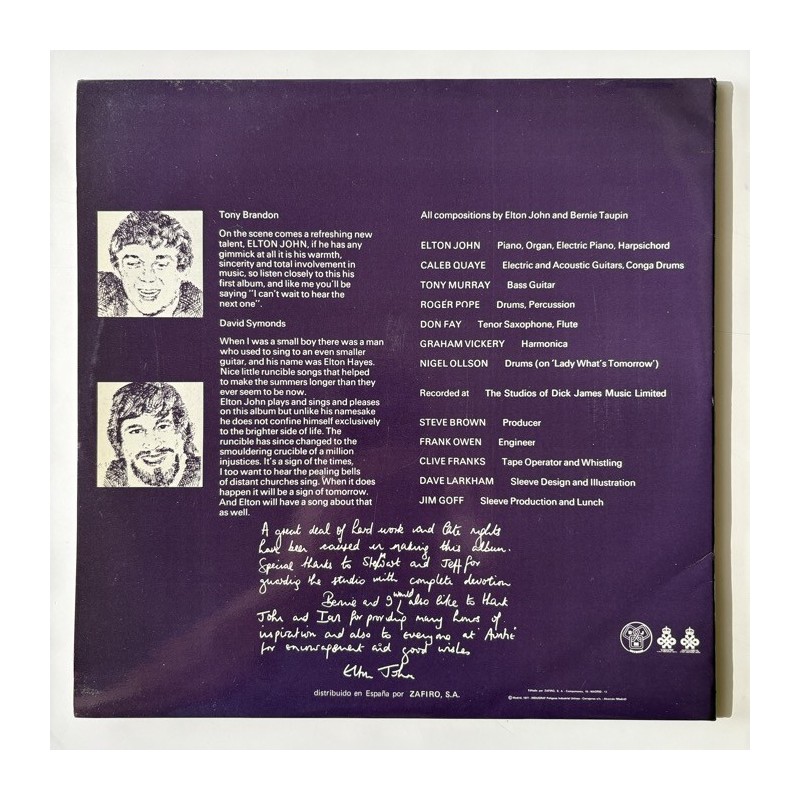 Tony Brandon
On the scene comes a refreshing new
talent, ELTON JOHN, if he has any
gimmick at all it is his warmth,
sincerity and total involvement in
music, so listen closely to this his
first album, and like me you'll be
saying "I can't wait to hear the
next one".
David Symonds
When I was a small boy there was a man
who used to sing to an even smaller
guitar, and his name was Elton Hayes.
Nice little runcible songs that helped
to make the summers longer than they
ever seem to be now.
Elton John plays and sings and pleases
on this album but unlike his namesake
he does not confine himself exclusively
to the brighter side of life. The
runcible has since changed to the
smouldering crucible of a million
injustices. It's a sign of the times,
I too want to hear the pealing bells
of distant churches sing. When it does
happen it will be a sign of tomorrow.
And Elton will have a song about that
as well.
All compositions by Elton John and Bernie Taupin
ELTON JOHN Piano, Organ, Electric Piano, Harpsichord
CALEB QUAYE Electric and Acoustic Guitars, Conga Drums
TONY MURRAY Bass Guitar
ROGER POPE Drums, Percussion
DON FAY Tenor Saxophone, Flute
GRAHAM VICKERY Harmonica
NIGEL OLLSON Drums (on 'Lady What's Tomorrow')
Recorded at The Studios of Dick James Music Limited
STEVE BROWN Producer
FRANK OWEN Engineer
CLIVE FRANKS Tape Operator and Whistling
DAVE LARKHAM Sleeve Design and Illustration
JIM GOFF Sleeve Production and Lunch
A great deal of hard work and late nights
have been caused in making this album.
Special thanks to Stewart and Jeff for
guarding the studio with complete devotion
Bernie and I would also like to thank
John and Ian for providing many hours of
inspiration and also to everyone at 'Auntie'
for encouragement and good wishes
Elton John
distribuido en España por ZAFIRO, S.A.